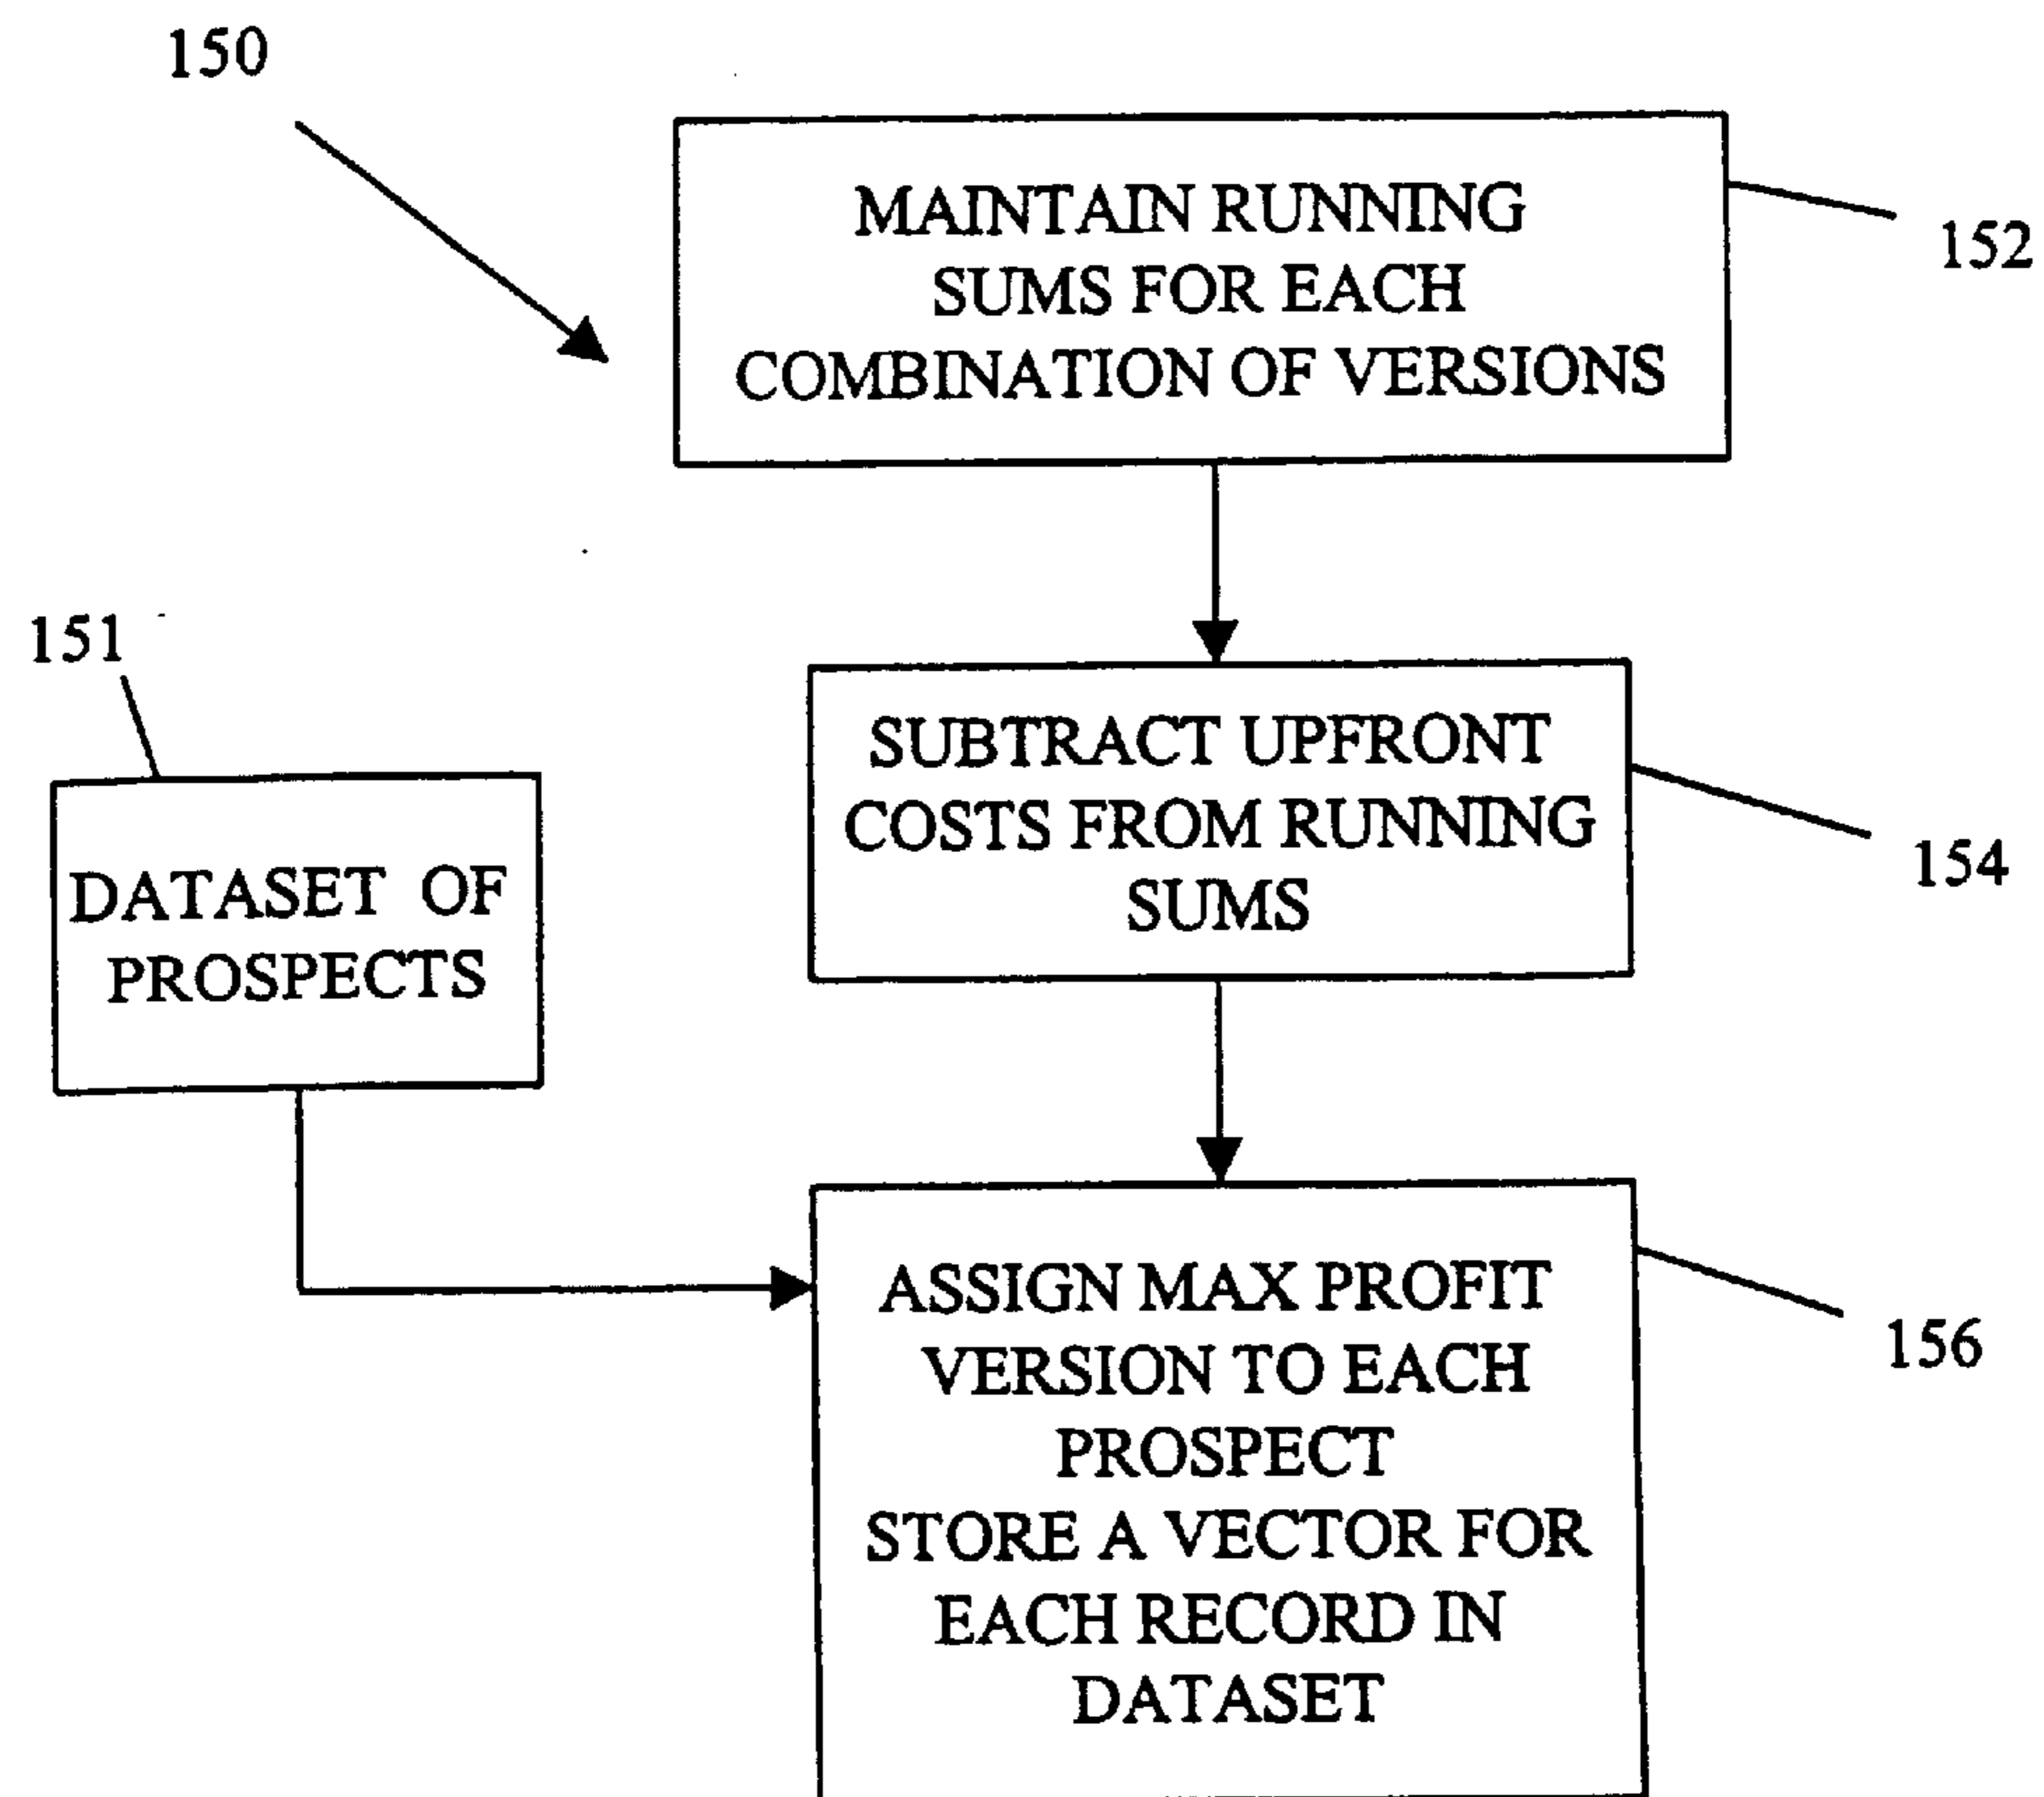 150
MAINTAIN RUNNING
SUMS FOR EACH
COMBINATION OF VERSIONS
152
151
SUBTRACT UPFRONT
COSTS FROM RUNNING
SUMS
154
DATASET OF
PROSPECTS
ASSIGN MAX PROFIT
VERSION TO EACH
PROSPECT
STORE A VECTOR FOR
EACH RECORD IN
DATASET
156